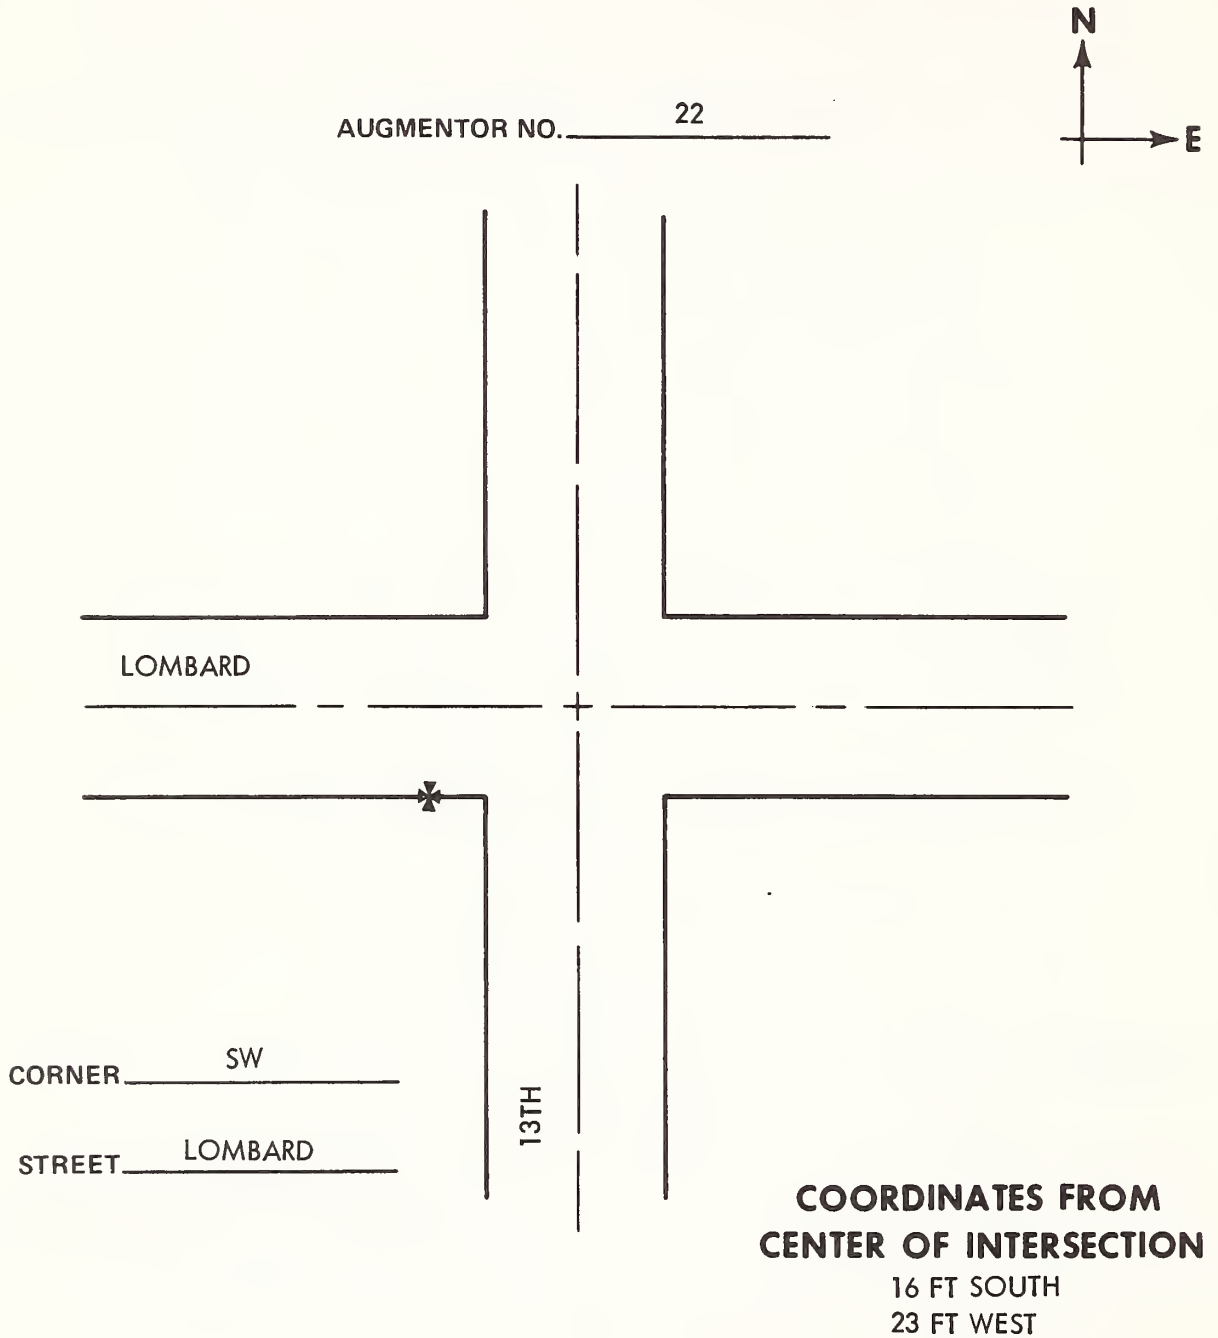 N
AUGMENTOR NO. 22
E
LOMBARD
CORNER SW
13TH
STREET LOMBARD
COORDINATES FROM
CENTER OF INTERSECTION
16 FT SOUTH
23 FT WEST